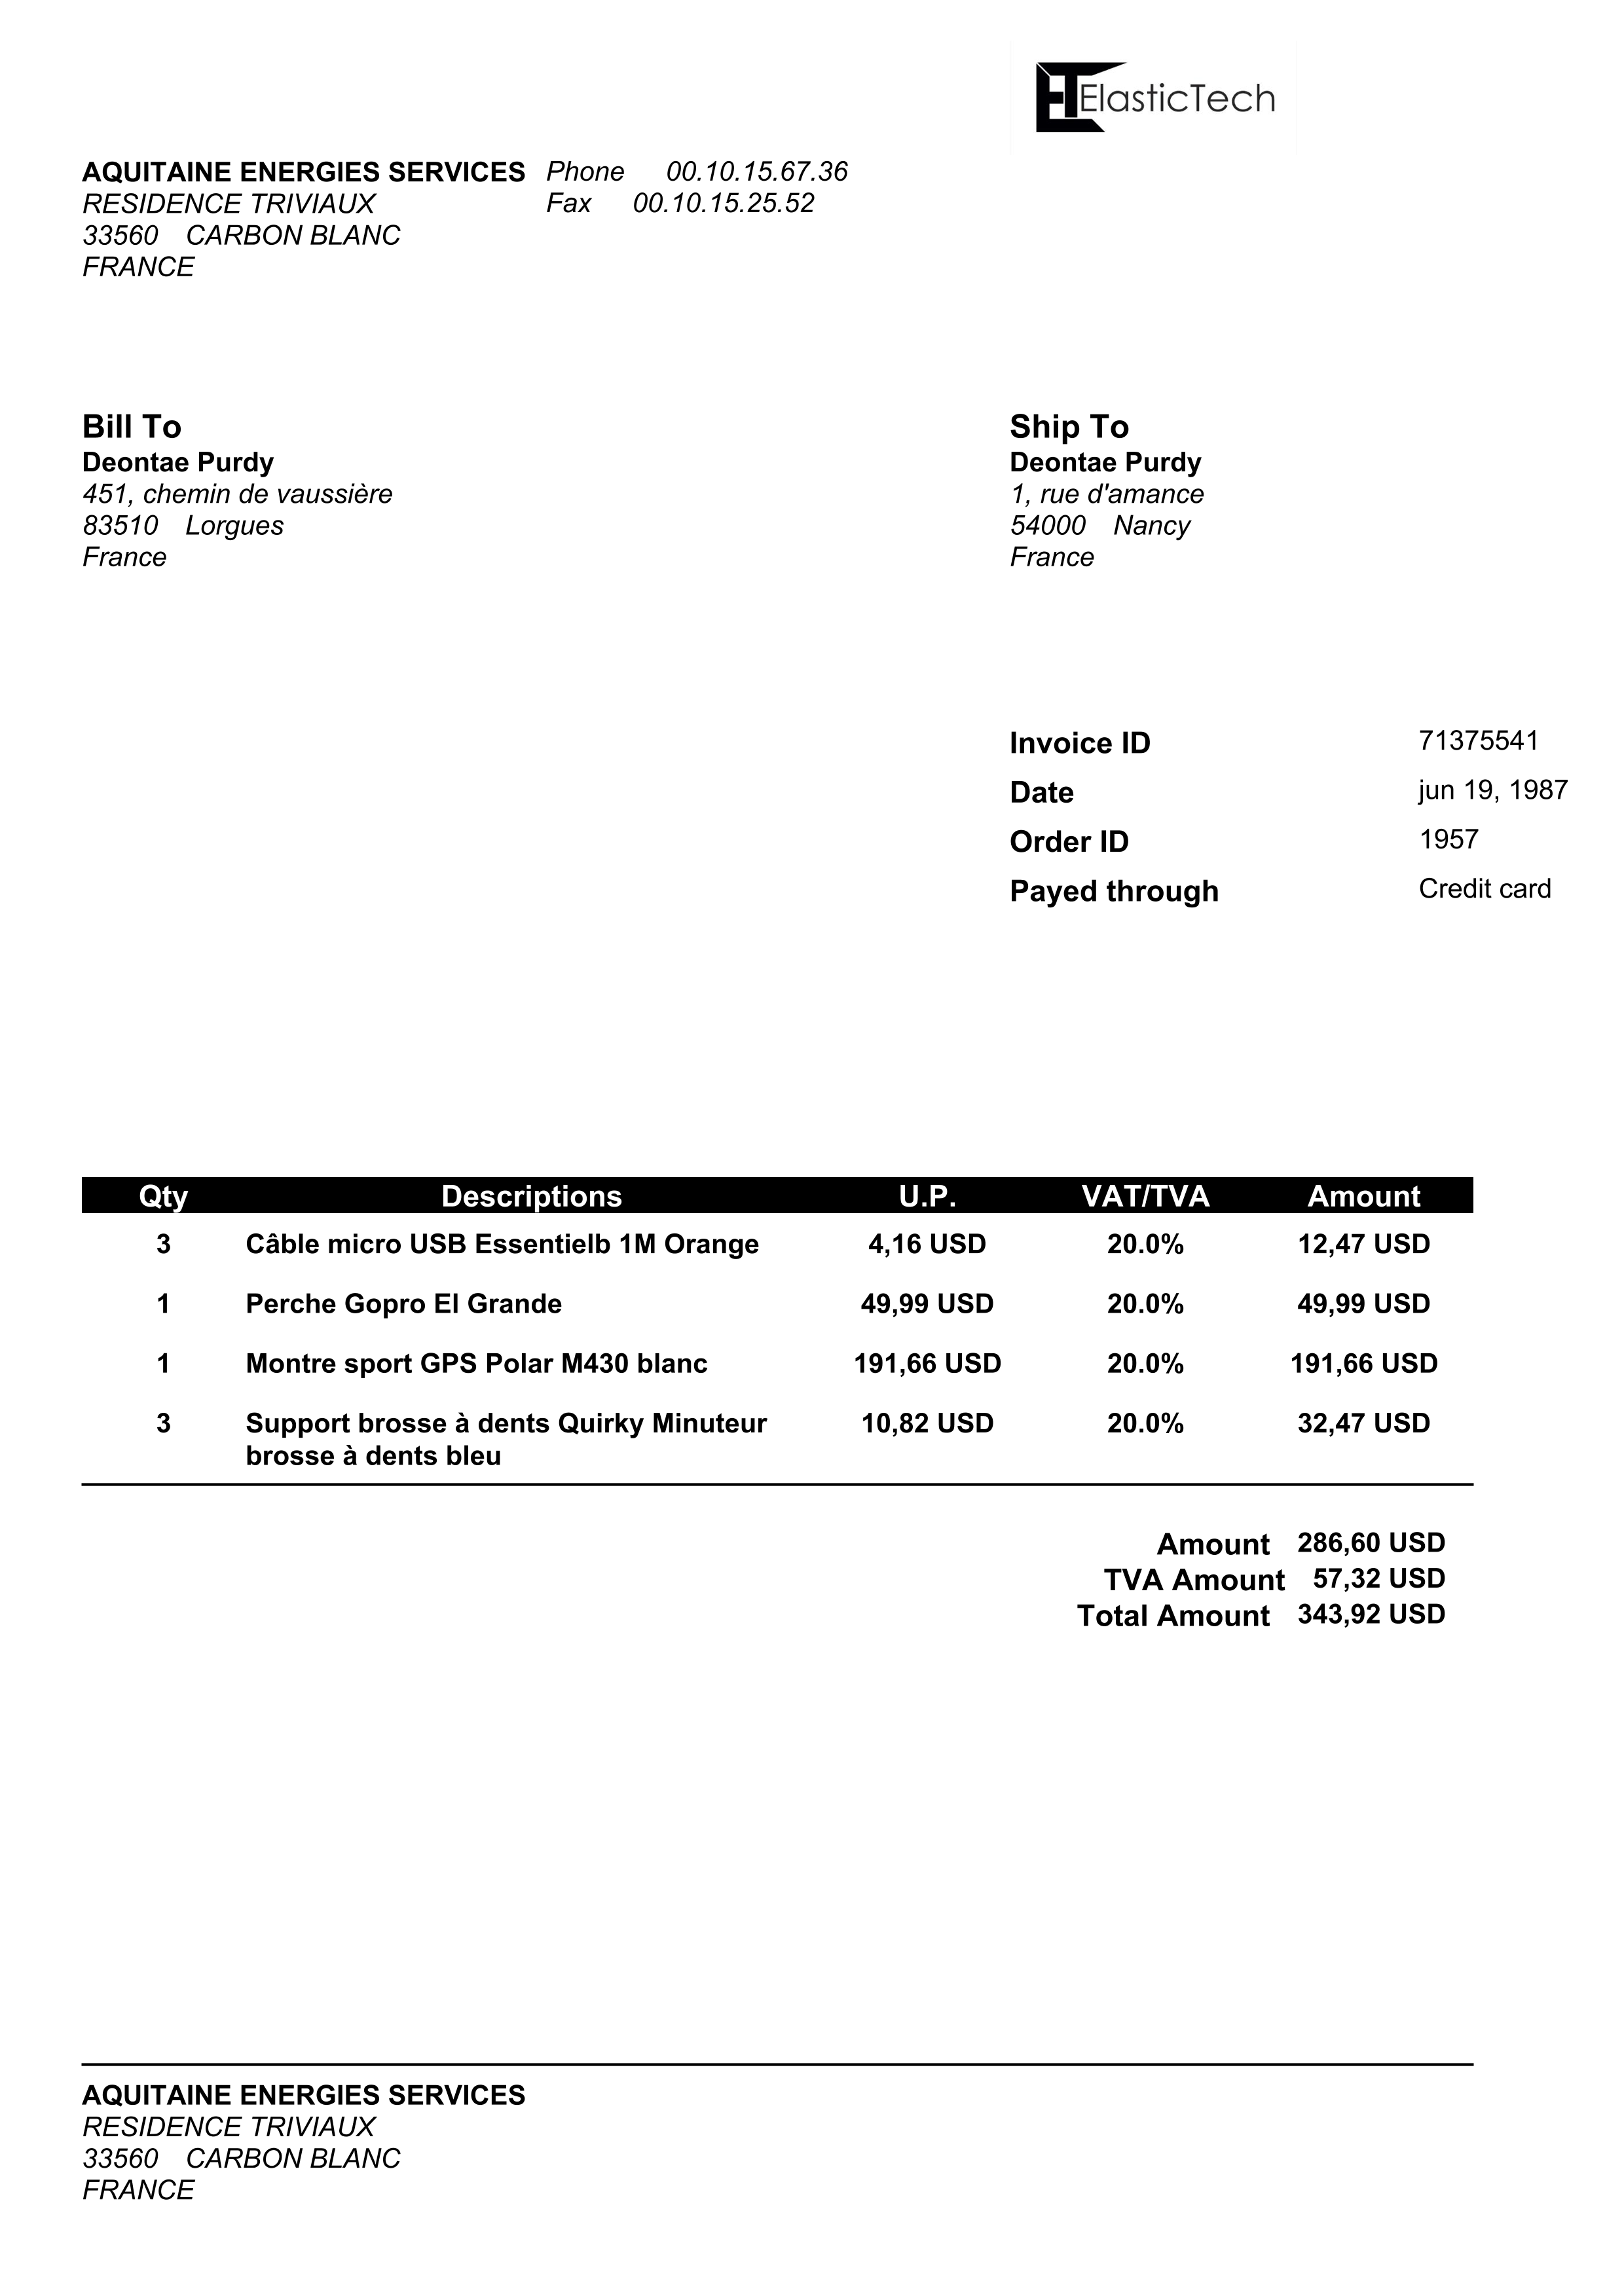 ET ElasticTech
AQUITAINE ENERGIES SERVICES Phone 00.10.15.67.36
RESIDENCE TRIVIAUX Fax 00.10.15.25.52
33560 CARBON BLANC
FRANCE
Bill To
Deontae Purdy
451, chemin de vaussière
83510 Lorgues
France
Ship To
Deontae Purdy
1, rue d'amance
54000 Nancy
France
Invoice ID 71375541
Date jun 19, 1987
Order ID 1957
Payed through Credit card
Qty Descriptions U.P. VAT/TVA Amount
3 Câble micro USB Essentielb 1M Orange 4,16 USD 20.0% 12,47 USD
1 Perche Gopro El Grande 49,99 USD 20.0% 49,99 USD
1 Montre sport GPS Polar M430 blanc 191,66 USD 20.0% 191,66 USD
3 Support brosse à dents Quirky Minuteur 10,82 USD 20.0% 32,47 USD
brosse à dents bleu
Amount 286,60 USD
TVA Amount 57,32 USD
Total Amount 343,92 USD
AQUITAINE ENERGIES SERVICES
RESIDENCE TRIVIAUX
33560 CARBON BLANC
FRANCE